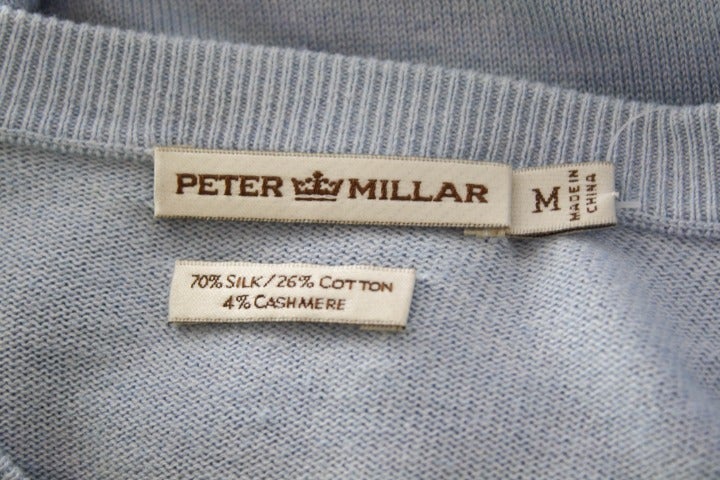 PETER MILLAR
M
MADE IN
CHINA
70% SILK/26% COTTON
4% CASHMERE